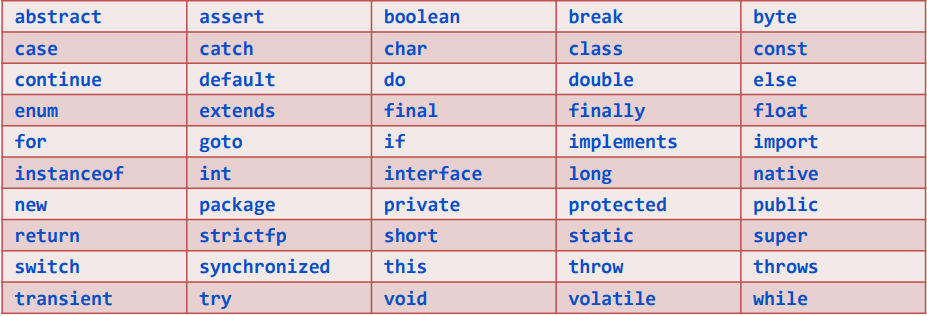 abstract assert boolean break byte
case catch char class const
continue default do double else
enum extends final finally float
for goto if implements import
instanceof int interface long native
new package private protected public
return strictfp short static super
switch synchronized this throw throws
transient try void volatile while